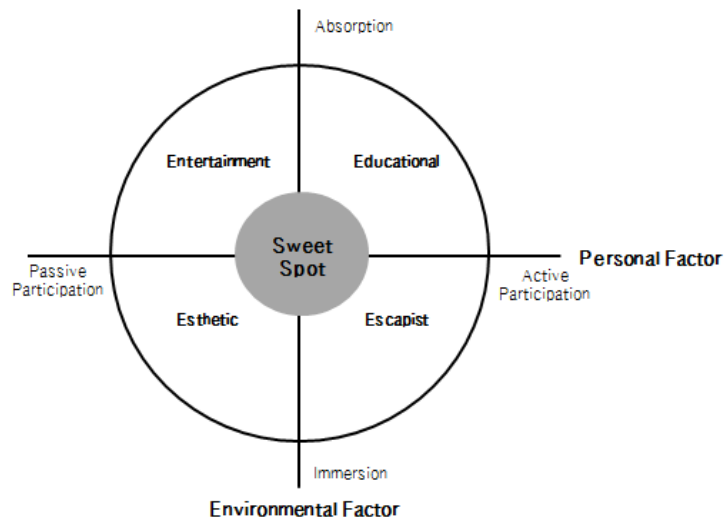 Absorption
Entertainment
Educational
Sweet
Spot
Personal Factor
Passive
Participation
Active
Participation
Esthetic
Escapist
Immersion
Environmental Factor